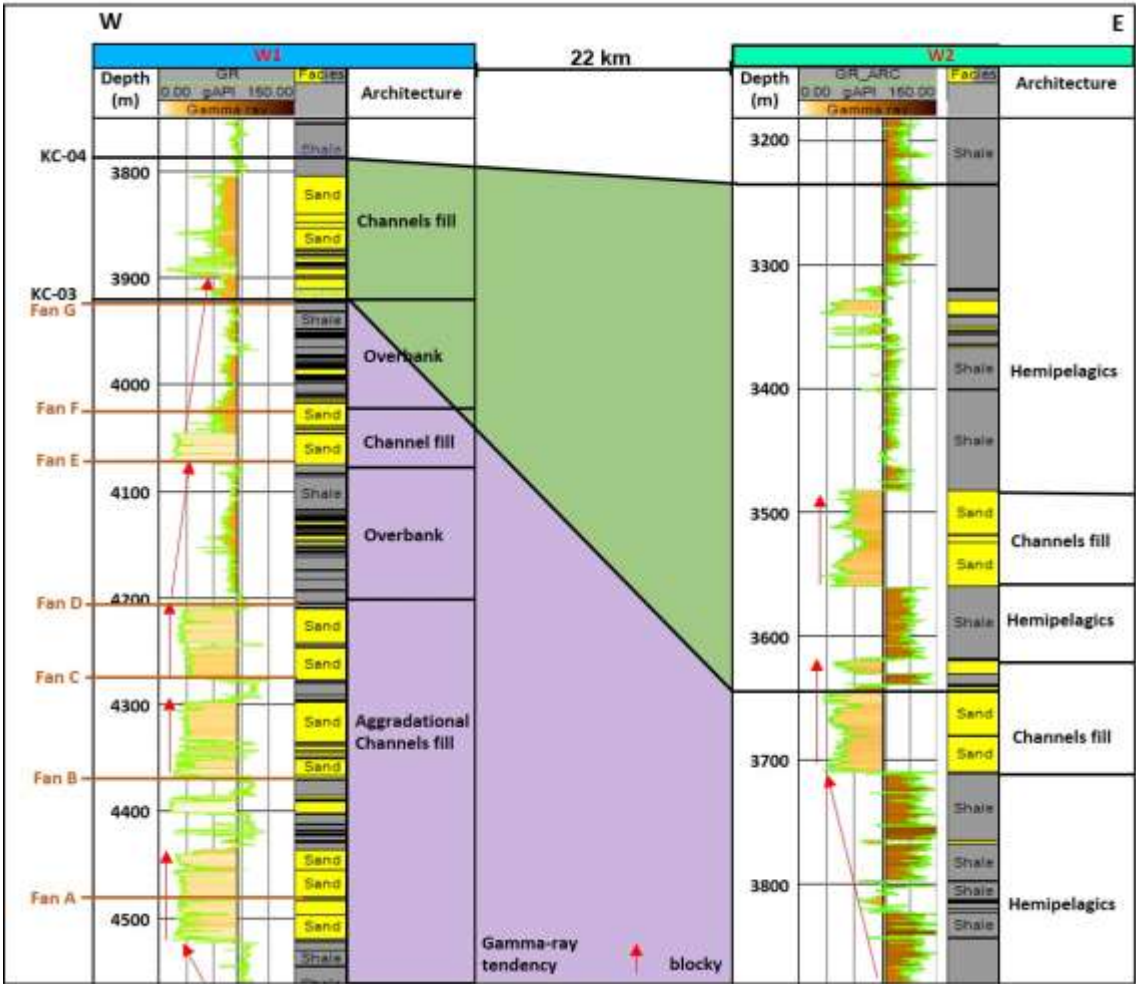 W
E
W1
22 km
W2
Depth
(m)
GR
0.00 gAPI 150.00
Gamma ray
Facies
Architecture
Depth
(m)
GR_ARC
0.00 gAPI 150.00
Gamma ray
Facies
Architecture
KC-04
3800
3900
KC-03
Fan G
4000
Fan F
Fan E
4100
4200
Fan D
Fan C
4300
Fan B
4400
Fan A
4500
Shale
Sand
Sand
Shale
Sand
Sand
Shale
Sand
Sand
Sand
Sand
Sand
Sand
Sand
Shale
Channels fill
Overbank
Channel fill
Overbank
Aggradational
Channels fill
Gamma-ray
tendency
blocky
3200
3300
3400
3500
3600
3700
3800
Shale
Shale
Shale
Sand
Sand
Shale
Sand
Sand
Shale
Shale
Shale
Shale
Hemipelagics
Channels fill
Hemipelagics
Channels fill
Hemipelagics